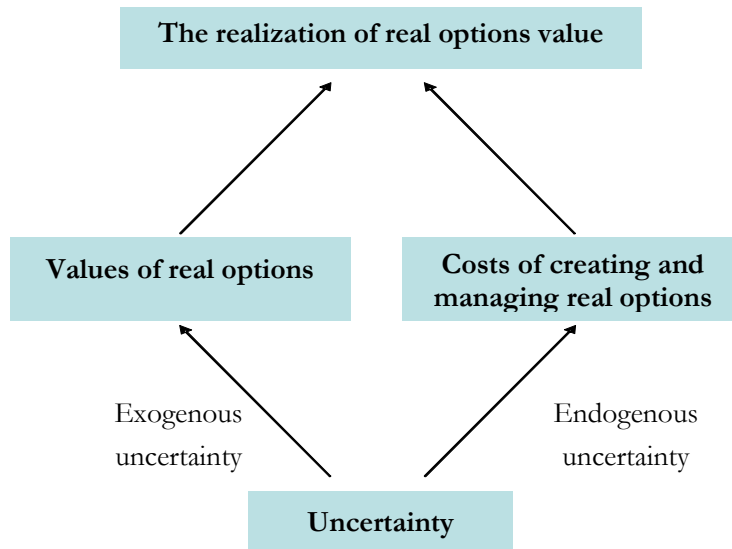 The realization of real options value
Values of real options
Costs of creating and
managing real options
Exogenous
uncertainty
Endogenous
uncertainty
Uncertainty